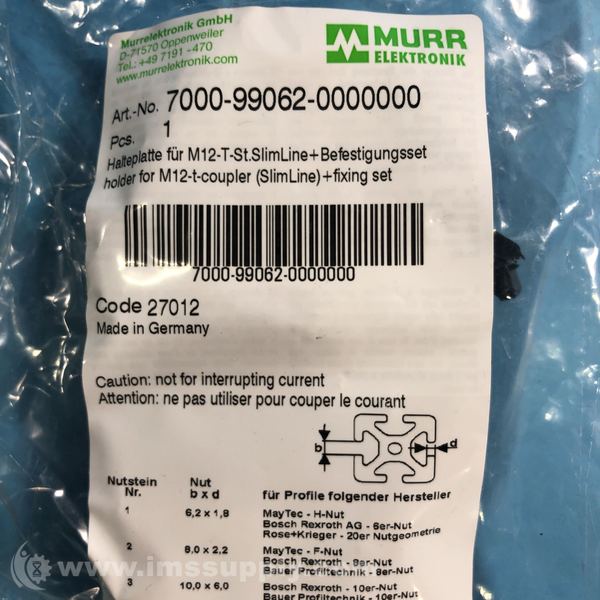 Murrelektronik GmbH
D-71570 Oppenweiler
Tel.: +49 7191 -470
www.murrelektronik.com
MURR
ELEKTRONIK
Art.-No. 7000-99062-0000000
Pcs. 1
Halteplatte für M12-T-St.SlimLine+Befestigungsset
holder for M12-t-coupler (SlimLine)+fixing set
7000-99062-0000000
Code 27012
Made in Germany
Caution: not for interrupting current
Attention: ne pas utiliser pour couper le courant
b d
Nutstein Nut
Nr. b x d für Profile folgender Hersteller
1 6,2 x 1,8 MayTec - H-Nut
Bosch Rexroth AG - 6er-Nut
Rose+Krieger - 20er Nutgeometrie
2 8,0 x 2,2 MayTec - F-Nut
Bosch Rexroth - 8er-Nut
Bauer Profiltechnik - 8er-Nut
3 10,0 x 6,0 Bosch Rexroth - 10er-Nut
Bauer Profiltechnik - 10er-Nut